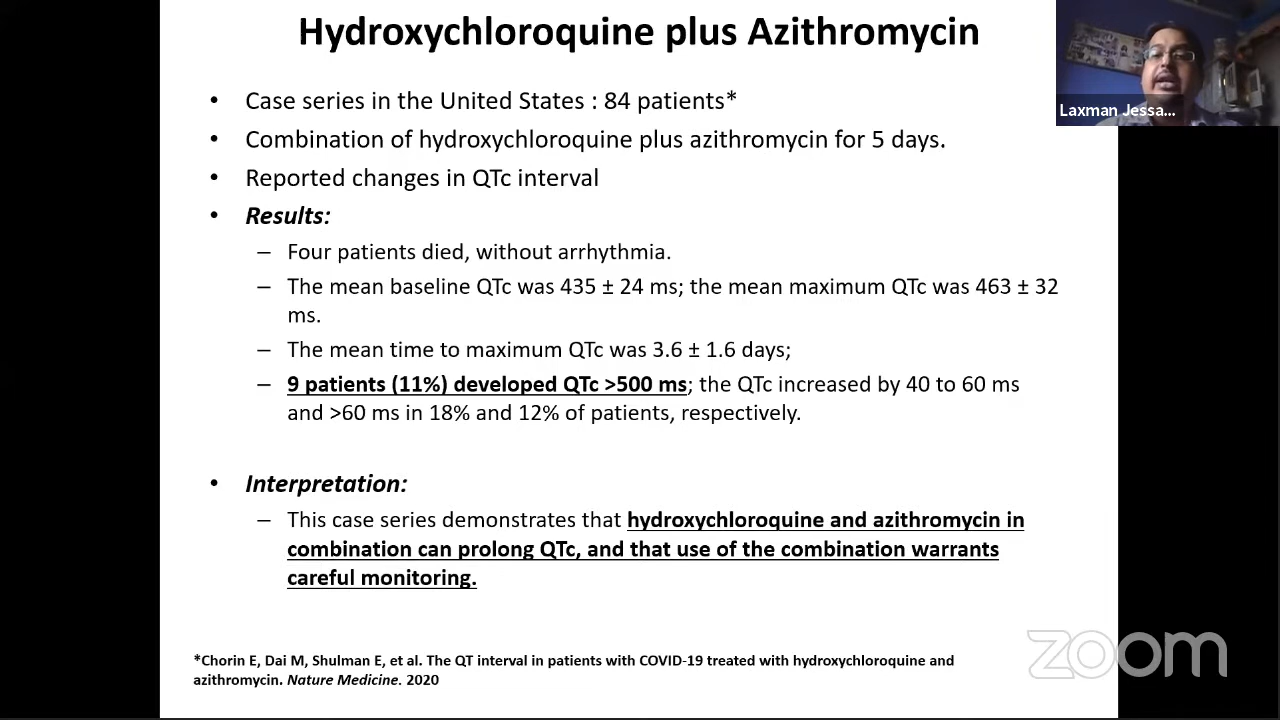 Hydroxychloroquine plus Azithromycin
Laxman Jessa...
• Case series in the United States : 84 patients*
• Combination of hydroxychloroquine plus azithromycin for 5 days.
• Reported changes in QTc interval
• Results:
– Four patients died, without arrhythmia.
– The mean baseline QTc was 435 ± 24 ms; the mean maximum QTc was 463 ± 32
ms.
– The mean time to maximum QTc was 3.6 ± 1.6 days;
– 9 patients (11%) developed QTc >500 ms; the QTc increased by 40 to 60 ms
and >60 ms in 18% and 12% of patients, respectively.
• Interpretation:
– This case series demonstrates that hydroxychloroquine and azithromycin in
combination can prolong QTc, and that use of the combination warrants
careful monitoring.
*Chorin E, Dai M, Shulman E, et al. The QT interval in patients with COVID-19 treated with hydroxychloroquine and
azithromycin. Nature Medicine. 2020
zoom